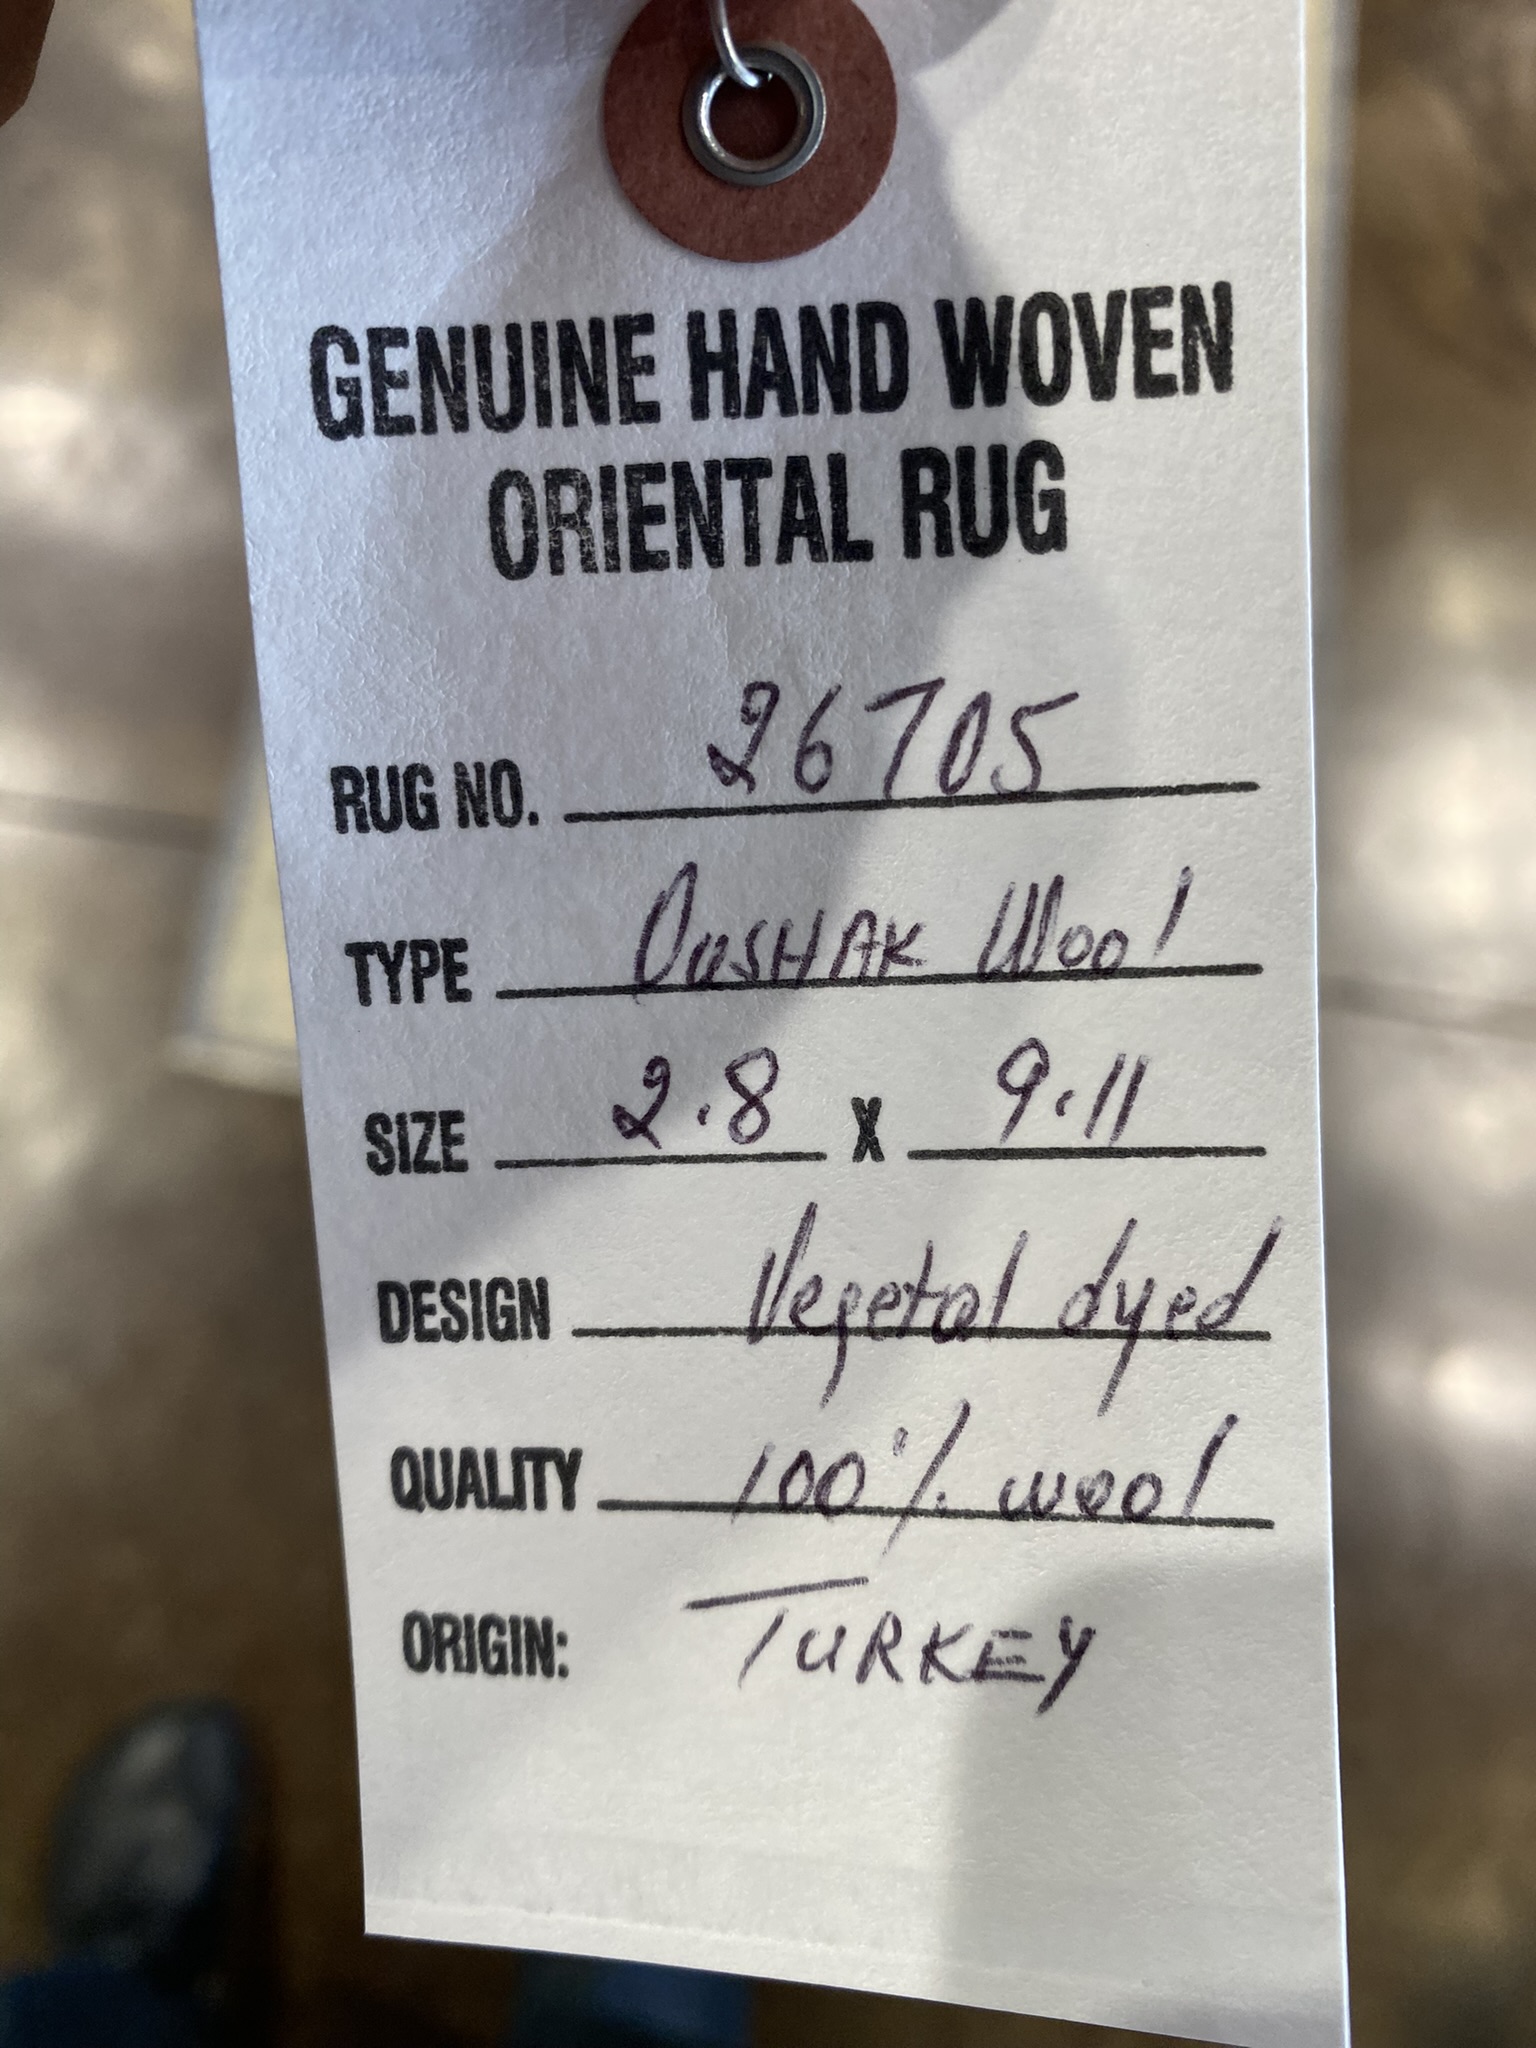 GENUINE HAND WOVEN
ORIENTAL RUG
RUG NO. 26705
TYPE OUSHAK Wool
SIZE 2.8 X 9.11
DESIGN Vegetal dyed
QUALITY 100% wool
ORIGIN: TURKEY